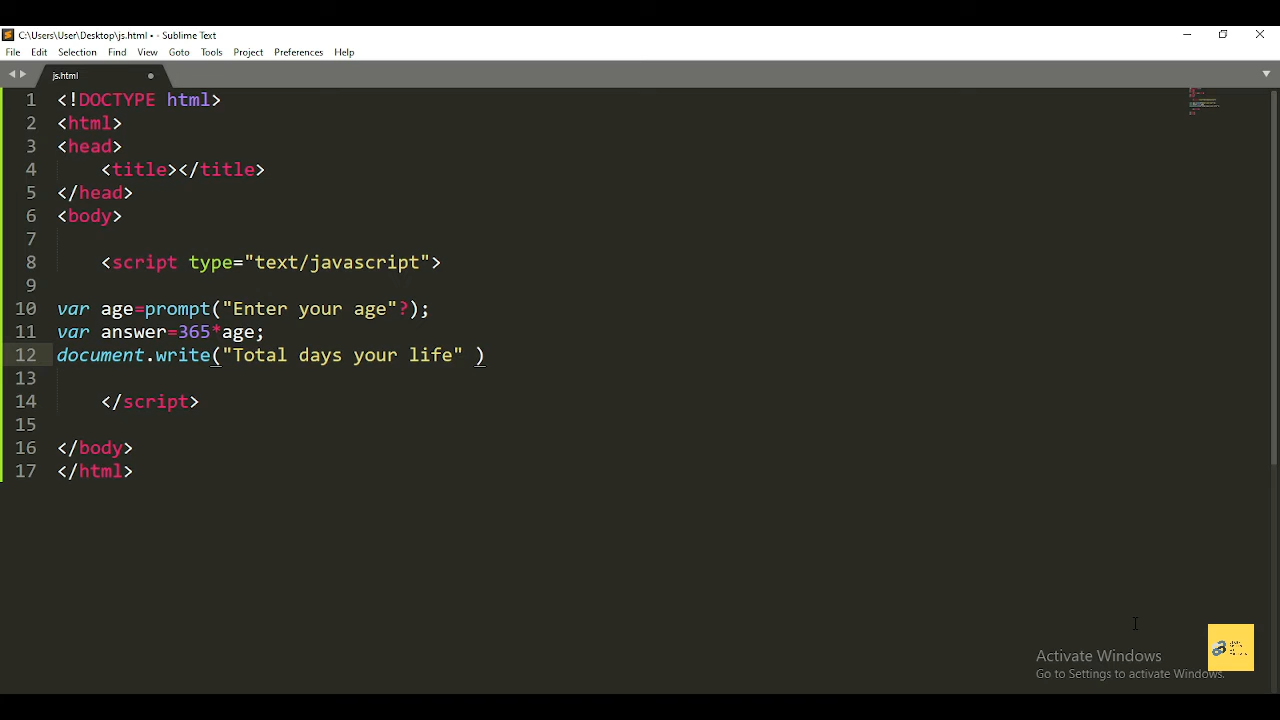 C:\Users\User\Desktop\js.html • - Sublime Text
File Edit Selection Find View Goto Tools Project Preferences Help
js.html
1 <!DOCTYPE html>
2 <html>
3 <head>
4 <title></title>
5 </head>
6 <body>
7
8 <script type="text/javascript">
9
10 var age=prompt("Enter your age"?);
11 var answer=365*age;
12 document.write("Total days your life" )
13
14 </script>
15
16 </body>
17 </html>
Activate Windows
Go to Settings to activate Windows.